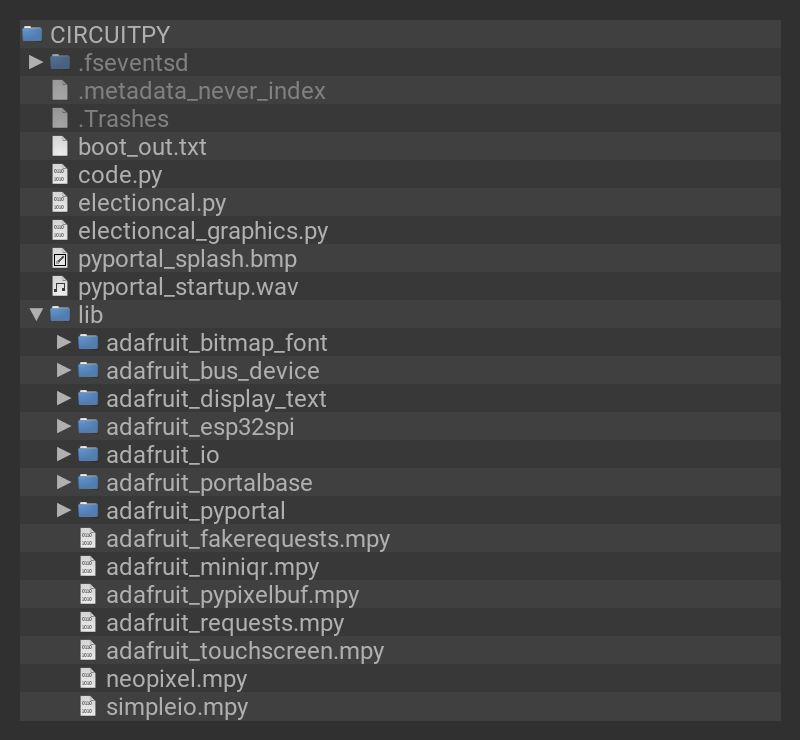 CIRCUITPY
.fseventsd
.metadata_never_index
.Trashes
boot_out.txt
code.py
electioncal.py
electioncal_graphics.py
pyportal_splash.bmp
pyportal_startup.wav
lib
adafruit_bitmap_font
adafruit_bus_device
adafruit_display_text
adafruit_esp32spi
adafruit_io
adafruit_portalbase
adafruit_pyportal
adafruit_fakerequests.mpy
adafruit_miniqr.mpy
adafruit_pypixelbuf.mpy
adafruit_requests.mpy
adafruit_touchscreen.mpy
neopixel.mpy
simpleio.mpy